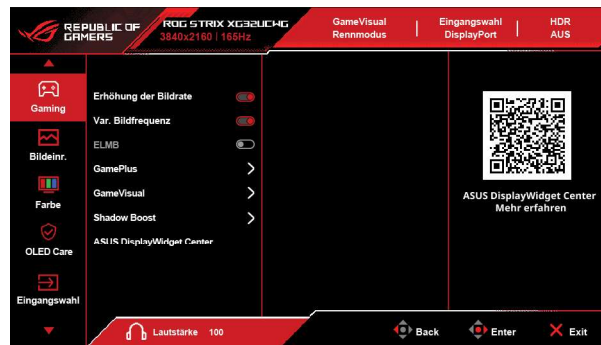 REPUBLIC OF
GAMERS
ROG STRIX XG32UCWG
3840x2160 | 165Hz
GameVisual
Rennmodus
Eingangswahl
DisplayPort
HDR
AUS
Gaming
Bildeinr.
Farbe
OLED Care
Eingangswahl
Erhöhung der Bildrate
Var. Bildfrequenz
ELMB
GamePlus
GameVisual
Shadow Boost
ASUS DisplayWidget Center
ASUS DisplayWidget Center
Mehr erfahren
Lautstärke 100
Back
Enter
Exit